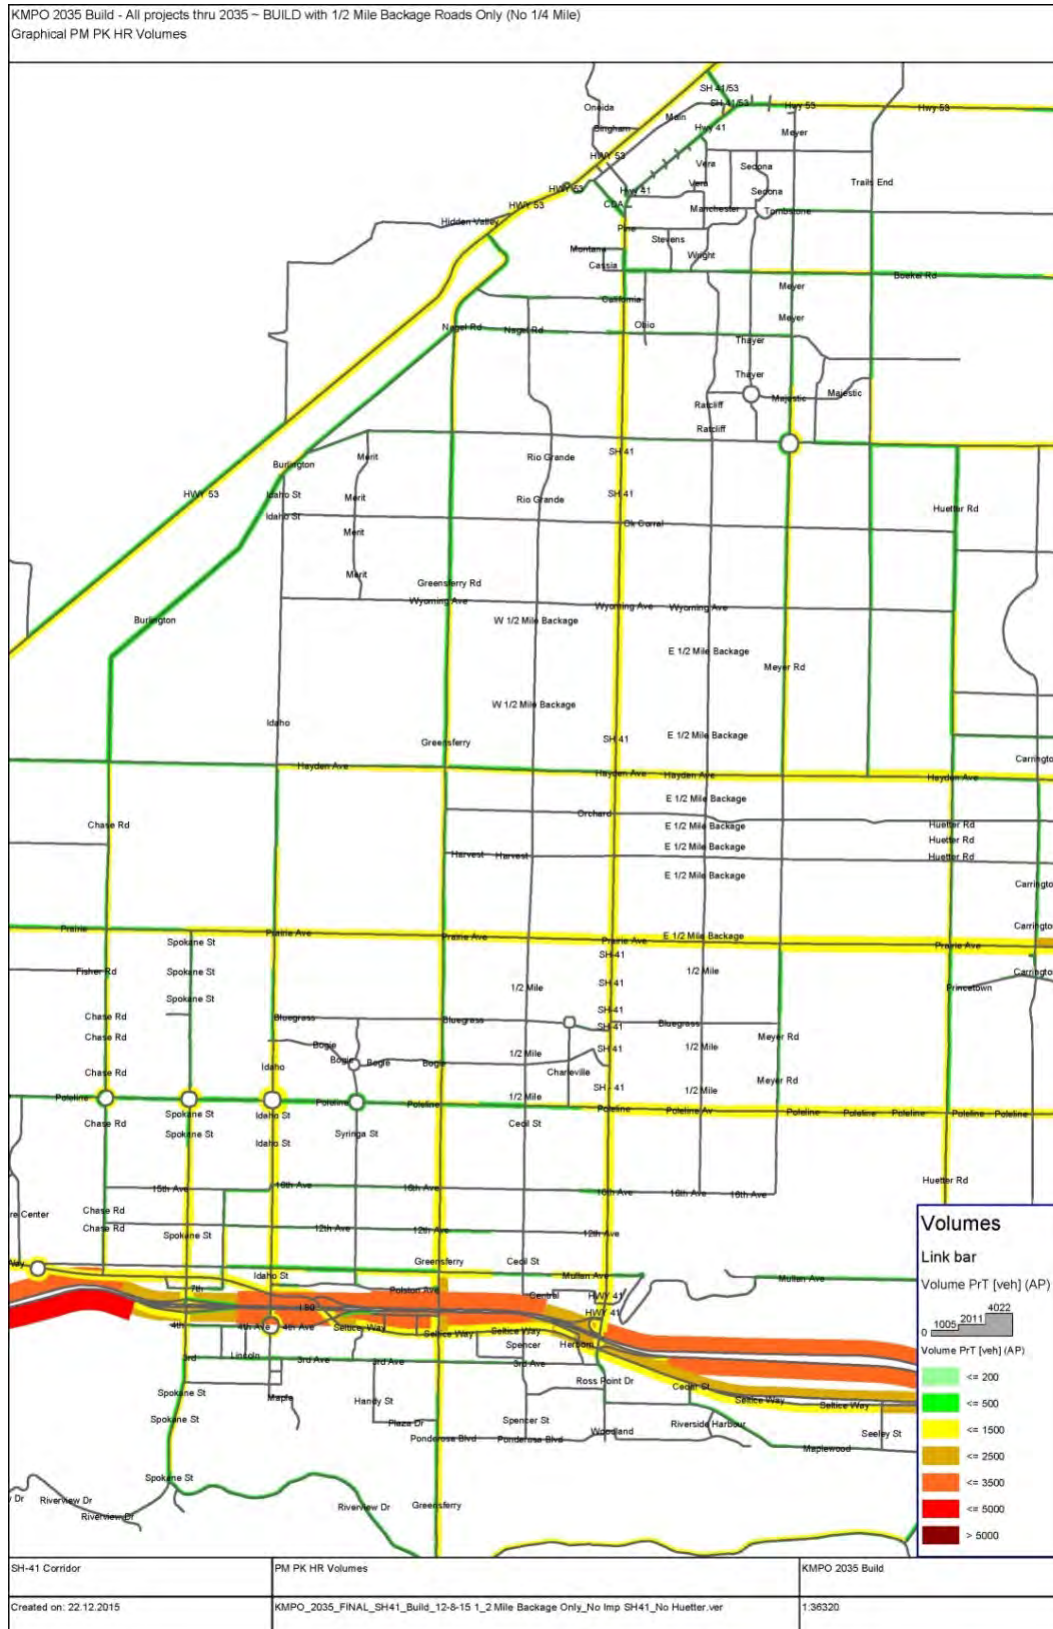 KMPO 2035 Build - All projects thru 2035 ~ BUILD with 1/2 Mile Backage Roads Only (No 1/4 Mile)
Graphical PM PK HR Volumes
SH 41/53
SH 41/53
Hwy 53
Hwy 53
Oneida
Main
Bingham
Hwy 41
Meyer
HWY 53
Vera
Sedona
Trails End
HWY 53
Hwy 41
Vera
Sedona
HWY 53
CDA
Manchester
Tombstone
Hidden Valley
Pine
Stevens
Montana
Wright
Cassia
Boekel Rd
Meyer
California
Meyer
Nagel Rd
Nagel Rd
Ohio
Thayer
Thayer
Majestic
Majestic
Ratcliff
Ratcliff
SH 41
Merit
Rio Grande
Burlington
HWY 53
Idaho St
Merit
Rio Grande
SH 41
Huetter Rd
Idaho St
Ok Corral
Merit
Merit
Greensferry Rd
Wyoming Ave
Wyoming Ave
Wyoming Ave
Burlington
W 1/2 Mile Backage
E 1/2 Mile Backage
Meyer Rd
W 1/2 Mile Backage
Idaho
Greensferry
SH 41
E 1/2 Mile Backage
Carringto
Hayden Ave
Hayden Ave
Hayden Ave
Hayden Ave
E 1/2 Mile Backage
Orchard
Chase Rd
E 1/2 Mile Backage
Huetter Rd
E 1/2 Mile Backage
Huetter Rd
Harvest
Harvest
Huetter Rd
E 1/2 Mile Backage
Carringto
Prairie
Prairie Ave
Prairie Ave
Prairie Ave
E 1/2 Mile Backage
Prairie Ave
Carringto
Spokane St
SH-41
Fisher Rd
Spokane St
1/2 Mile
Carringto
SH 41
1/2 Mile
Princetown
Spokane St
SH 41
Chase Rd
Bluegrass
Bluegrass
SH 41
Bluegrass
Chase Rd
Meyer Rd
Bogie
SH 41
1/2 Mile
Bogie
Bogie
Bogie
1/2 Mile
Chase Rd
Idaho
Charleville
Meyer Rd
SH - 41
1/2 Mile
Poleline
Poleline
Poleline
1/2 Mile
Poleline
Poleline Av
Poleline
Poleline
Poleline
Poleline
Poleline
Spokane St
Idaho St
Chase Rd
Cecil St
Spokane St
Syringa St
Idaho St
Huetter Rd
15th Ave
16th Ave
16th Ave
16th Ave
16th Ave
16th Ave
re Center
Chase Rd
Chase Rd
12th Ave
12th Ave
12th Ave
Spokane St
Way
Greensferry
Cecil St
Idaho St
Mullan Ave
Mullan Ave
7th
Polston
Central
HWY 41
I 90
HWY 41
4th
4th Ave
4th Ave
Seltice Way
Seltice Way
Seltice Way
Spencer
Herborn
3rd
Lincoln
3rd Ave
3rd Ave
3rd Ave
Ross Point Dr
Cedar St
Spokane St
Maple
Handy St
Seltice Way
Seltice Way
Spokane St
Plaza Dr
Spencer St
Riverside Harbour
Seeley St
Ponderosa Blvd
Ponderosa Blvd
Woodland
Maplewood
Spokane St
Dr
Riverview Dr
Riverview Dr
Greensferry
Riverview Dr
Volumes
Link bar
Volume PrT [veh] (AP)
0 1005 2011 4022
Volume PrT [veh] (AP)
<= 200
<= 500
<= 1500
<= 2500
<= 3500
<= 5000
> 5000
SH-41 Corridor
PM PK HR Volumes
KMPO 2035 Build
Created on: 22.12.2015
KMPO_2035_FINAL_SH41_Build_12-8-15 1_2 Mile Backage Only_No Imp SH41_No Huetter.ver
1:36320